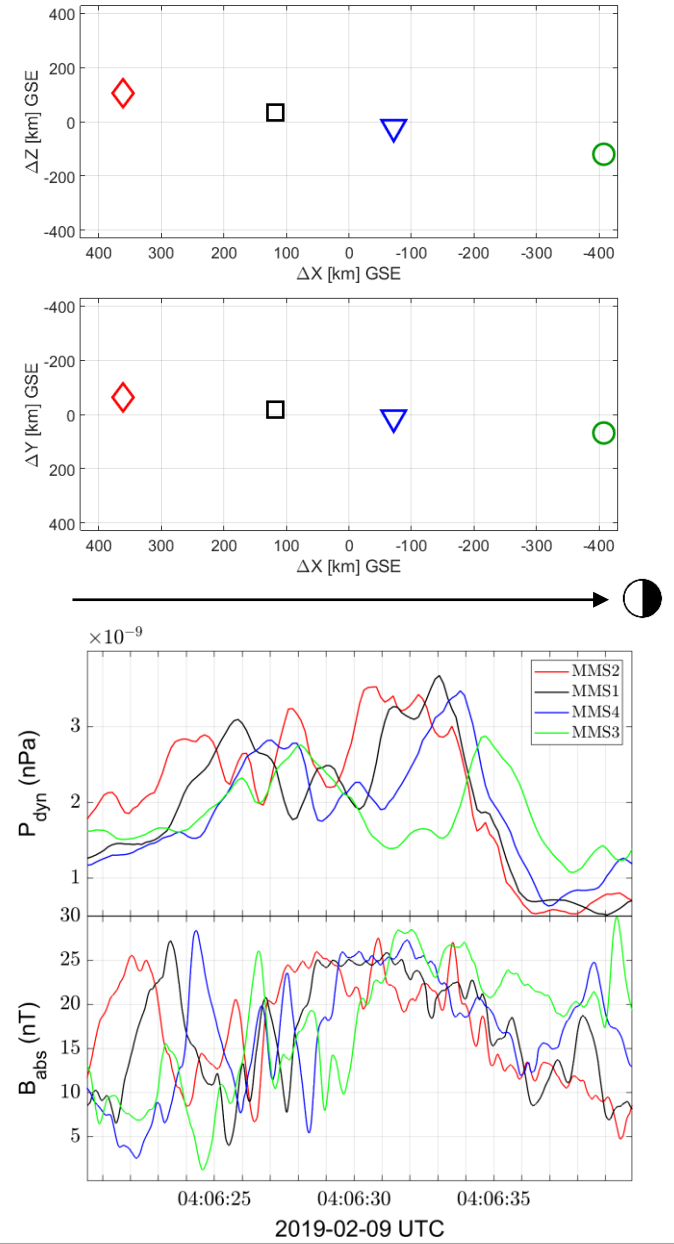 400
200
0
-200
-400
ΔZ [km] GSE
400 300 200 100 0 -100 -200 -300 -400
ΔX [km] GSE
-400
-200
0
200
400
ΔY [km] GSE
400 300 200 100 0 -100 -200 -300 -400
ΔX [km] GSE
×10⁻⁹
MMS2
MMS1
MMS4
MMS3
3
2
1
P_dyn (nPa)
30
25
20
15
10
5
B_abs (nT)
04:06:25 04:06:30 04:06:35
2019-02-09 UTC